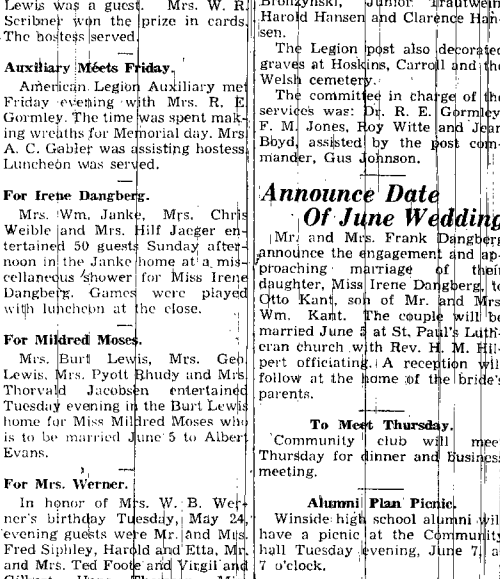 Lewis was a guest. Mrs. W. R.
Scribner won the prize in cards.
The hostess served.
Auxiliary Meets Friday.
American Legion Auxiliary met
Friday evening with Mrs. R. E.
Gormley. The time was spent mak-
ing wreaths for Memorial day. Mrs.
A. C. Gabler was assisting hostess.
Luncheon was served.
For Irene Dangberg.
Mrs. Wm. Janke, Mrs. Chris
Weible and Mrs. Hilf Jaeger en-
tertained 50 guests Sunday after-
noon in the Janke home at a mis-
cellaneous shower for Miss Irene
Dangberg. Games were played
with luncheon at the close.
For Mildred Moses.
Mrs. Burt Lewis, Mrs. Geo.
Lewis, Mrs. Pyott Rhudy and Mrs.
Thorvald Jacobsen entertained
Tuesday evening in the Burt Lewis
home for Miss Mildred Moses who
is to be married June 5 to Albert
Evans.
For Mrs. Werner.
In honor of Mrs. W. B. Wer-
ner's birthday Tuesday, May 24,
evening guests were Mr. and Mrs.
Fred Siphley, Harold and Etta, Mr.
and Mrs. Ted Foote and Virgil and
Bronzynski, Junior Trautwein,
Harold Hansen and Clarence Han-
sen.
The Legion post also decorated
graves at Hoskins, Carroll and the
Welsh cemetery.
The committee in charge of the
services was: Dr. R. E. Gormley,
F. M. Jones, Roy Witte and Jean
Boyd, assisted by the post com-
mander, Gus Johnson.
Announce Date
Of June Wedding
Mr. and Mrs. Frank Dangberg
announce the engagement and ap-
proaching marriage of their
daughter, Miss Irene Dangberg, to
Otto Kant, son of Mr. and Mrs.
Wm. Kant. The couple will be
married June 5 at St. Paul's Luth-
eran church with Rev. H. M. Hil-
pert officiating. A reception will
follow at the home of the bride's
parents.
To Meet Thursday.
Community club will meet
Thursday for dinner and business
meeting.
Alumni Plan Picnic.
Winside high school alumni will
have a picnic at the Community
hall Tuesday evening, June 7, at
7 o'clock.